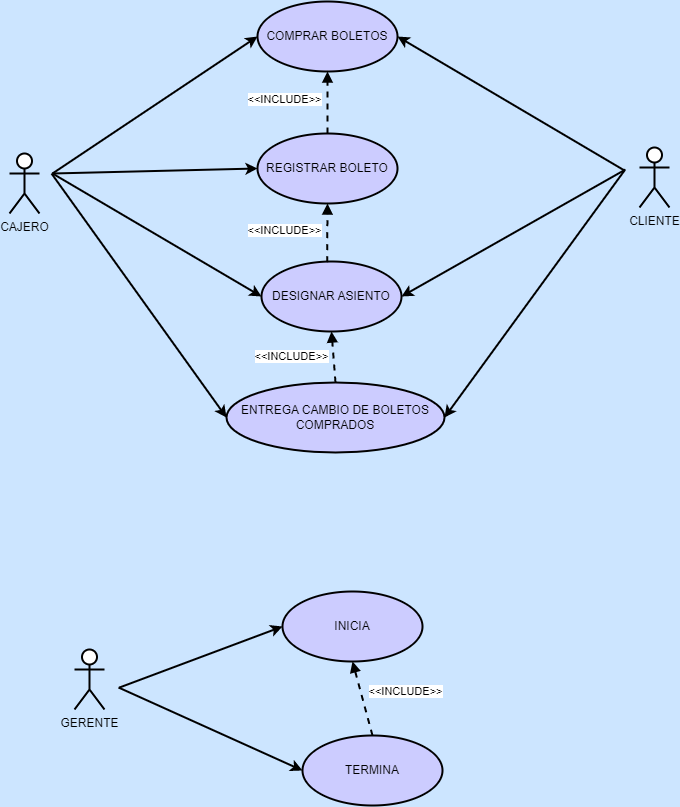 COMPRAR BOLETOS
<<INCLUDE>>
REGISTRAR BOLETO
CAJERO
CLIENTE
<<INCLUDE>>
DESIGNAR ASIENTO
<<INCLUDE>>
ENTREGA CAMBIO DE BOLETOS
COMPRADOS
INICIA
<<INCLUDE>>
GERENTE
TERMINA